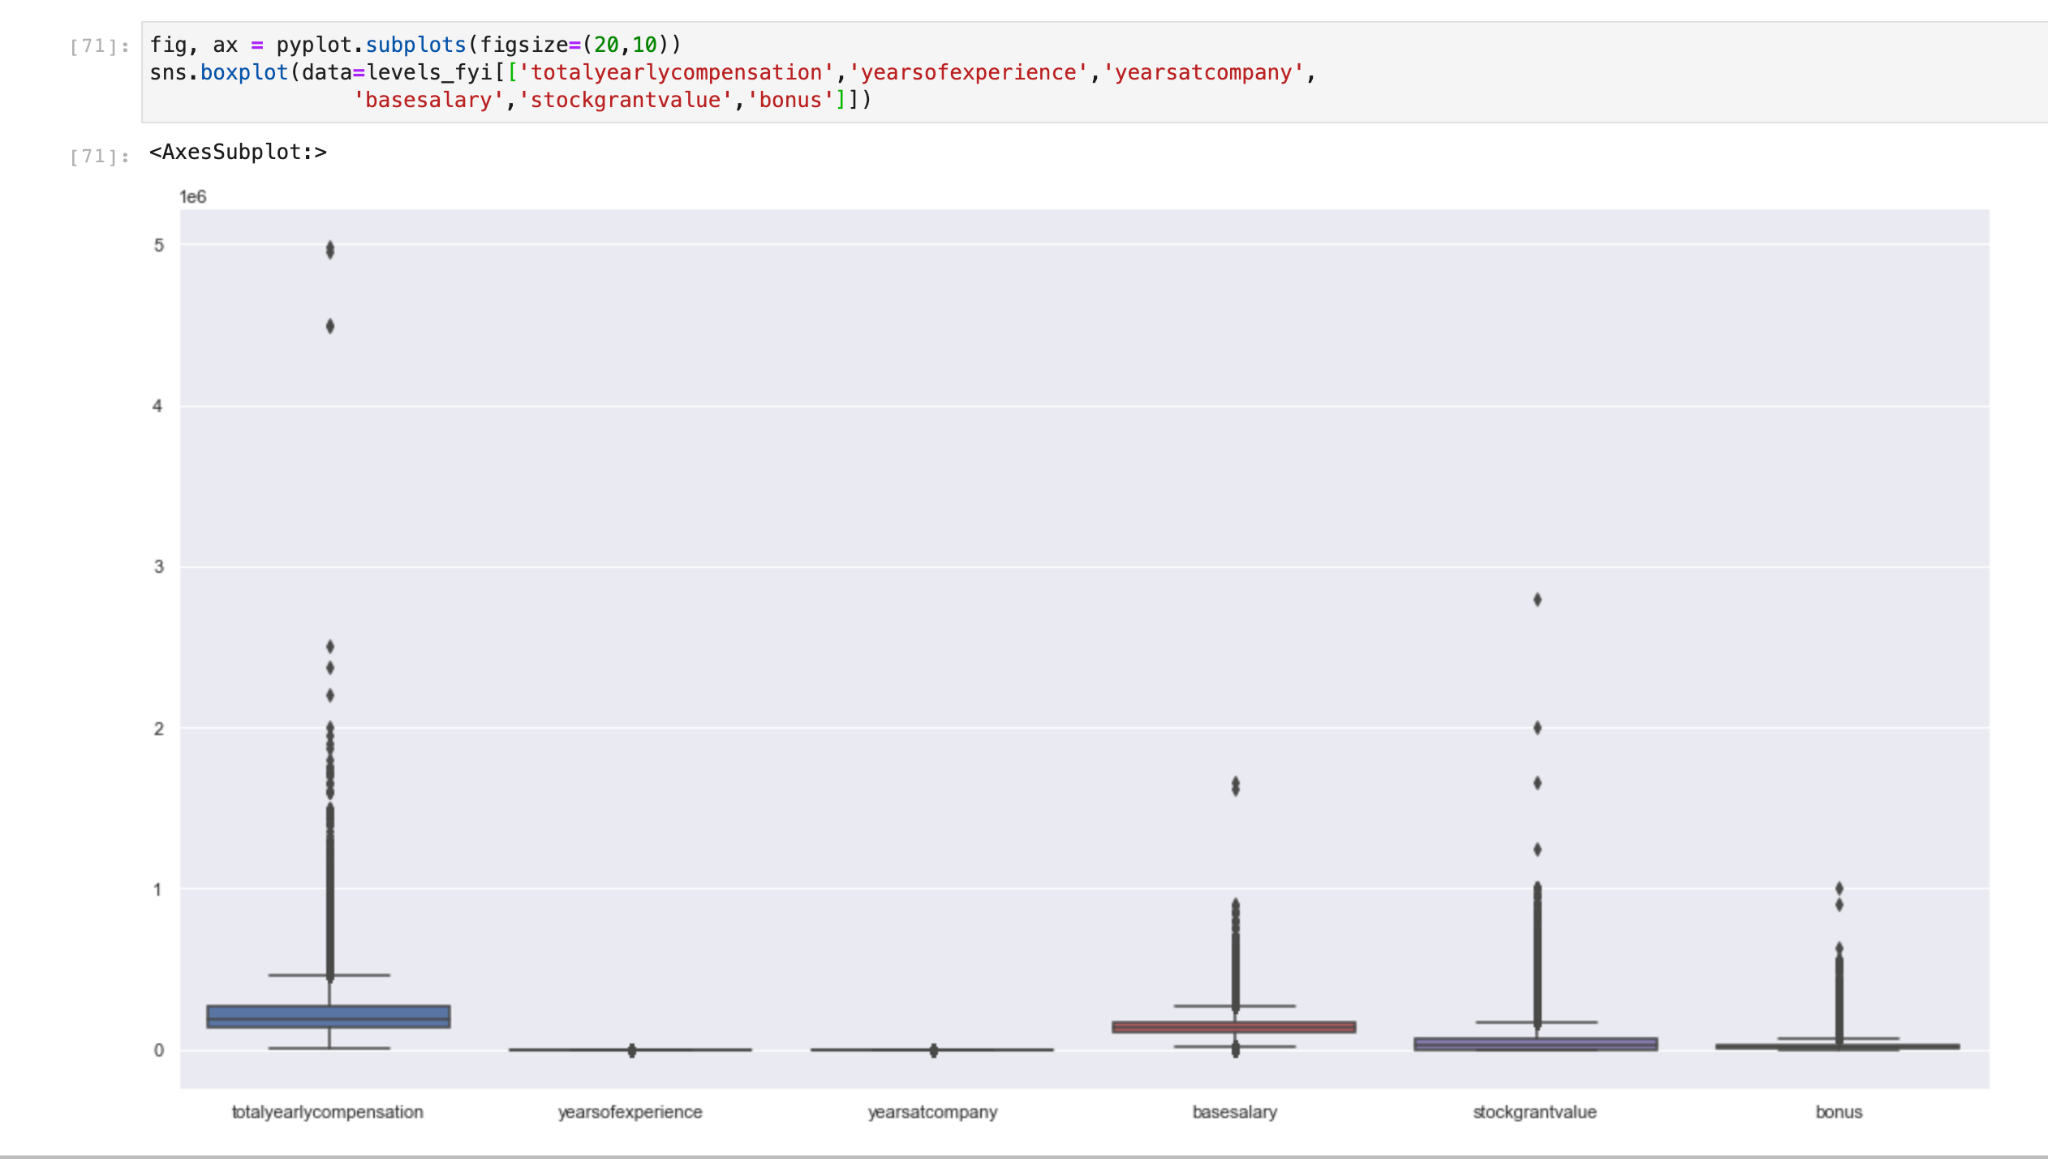 [71]: fig, ax = pyplot.subplots(figsize=(20,10))
sns.boxplot(data=levels_fyi[['totalyearlycompensation','yearsofexperience','yearsatcompany',
'basesalary','stockgrantvalue','bonus']])
[71]: <AxesSubplot:>
1e6
5
4
3
2
1
0
totalyearlycompensation yearsofexperience yearsatcompany basesalary stockgrantvalue bonus